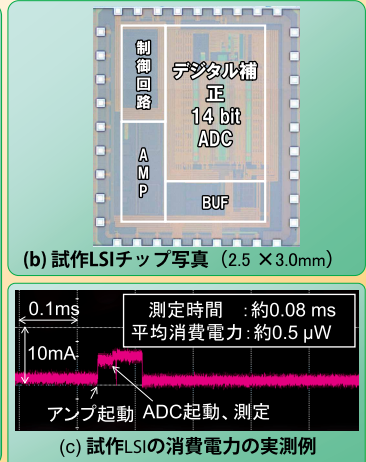 制
御
回
路
デジタル補
正
14 bit
ADC
A
M
P
BUF
(b) 試作LSIチップ写真（2.5 ×3.0mm）
0.1ms
測定時間 ：約0.08 ms
平均消費電力：約0.5 μW
10mA
アンプ起動 ADC起動、測定
(c) 試作LSIの消費電力の実測例